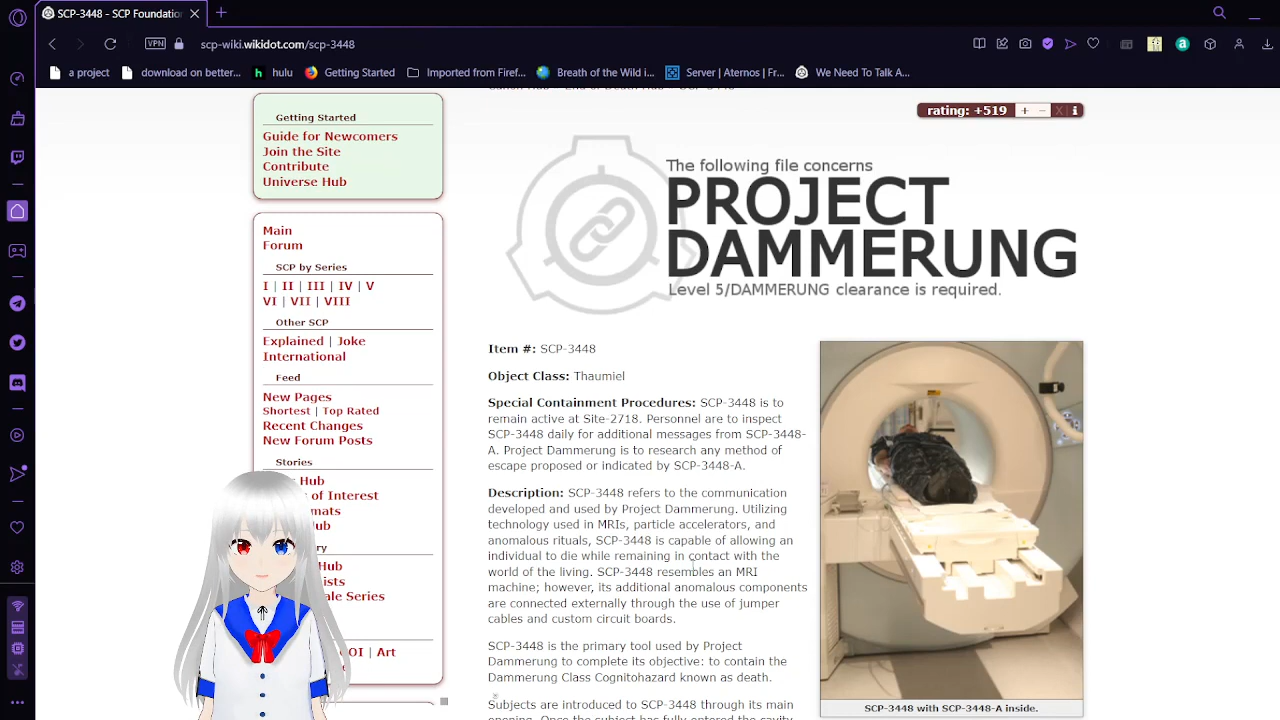 SCP-3448 - SCP Foundation
VPN
scp-wiki.wikidot.com/scp-3448
a project
download on better...
hulu
Getting Started
Imported from Firef...
Breath of the Wild i...
Server | Aternos | Fr...
We Need To Talk A...
Getting Started
Guide for Newcomers
Join the Site
Contribute
Universe Hub
Main
Forum
SCP by Series
I | II | III | IV | V
VI | VII | VIII
Other SCP
Explained | Joke
International
Feed
New Pages
Shortest | Top Rated
Recent Changes
New Forum Posts
Stories
Hub
of Interest
Hub
OI | Art
rating: +519 + - X i
The following file concerns
PROJECT
DAMMERUNG
Level 5/DAMMERUNG clearance is required.
Item #: SCP-3448
Object Class: Thaumiel
Special Containment Procedures: SCP-3448 is to
remain active at Site-2718. Personnel are to inspect
SCP-3448 daily for additional messages from SCP-3448-
A. Project Dammerung is to research any method of
escape proposed or indicated by SCP-3448-A.
Description: SCP-3448 refers to the communication
developed and used by Project Dammerung. Utilizing
technology used in MRIs, particle accelerators, and
anomalous rituals, SCP-3448 is capable of allowing an
individual to die while remaining in contact with the
world of the living. SCP-3448 resembles an MRI
machine; however, its additional anomalous components
are connected externally through the use of jumper
cables and custom circuit boards.
SCP-3448 is the primary tool used by Project
Dammerung to complete its objective: to contain the
Dammerung Class Cognitohazard known as death.
Subjects are introduced to SCP-3448 through its main
opening. Once the subject has fully entered the cavity
SCP-3448 with SCP-3448-A inside.